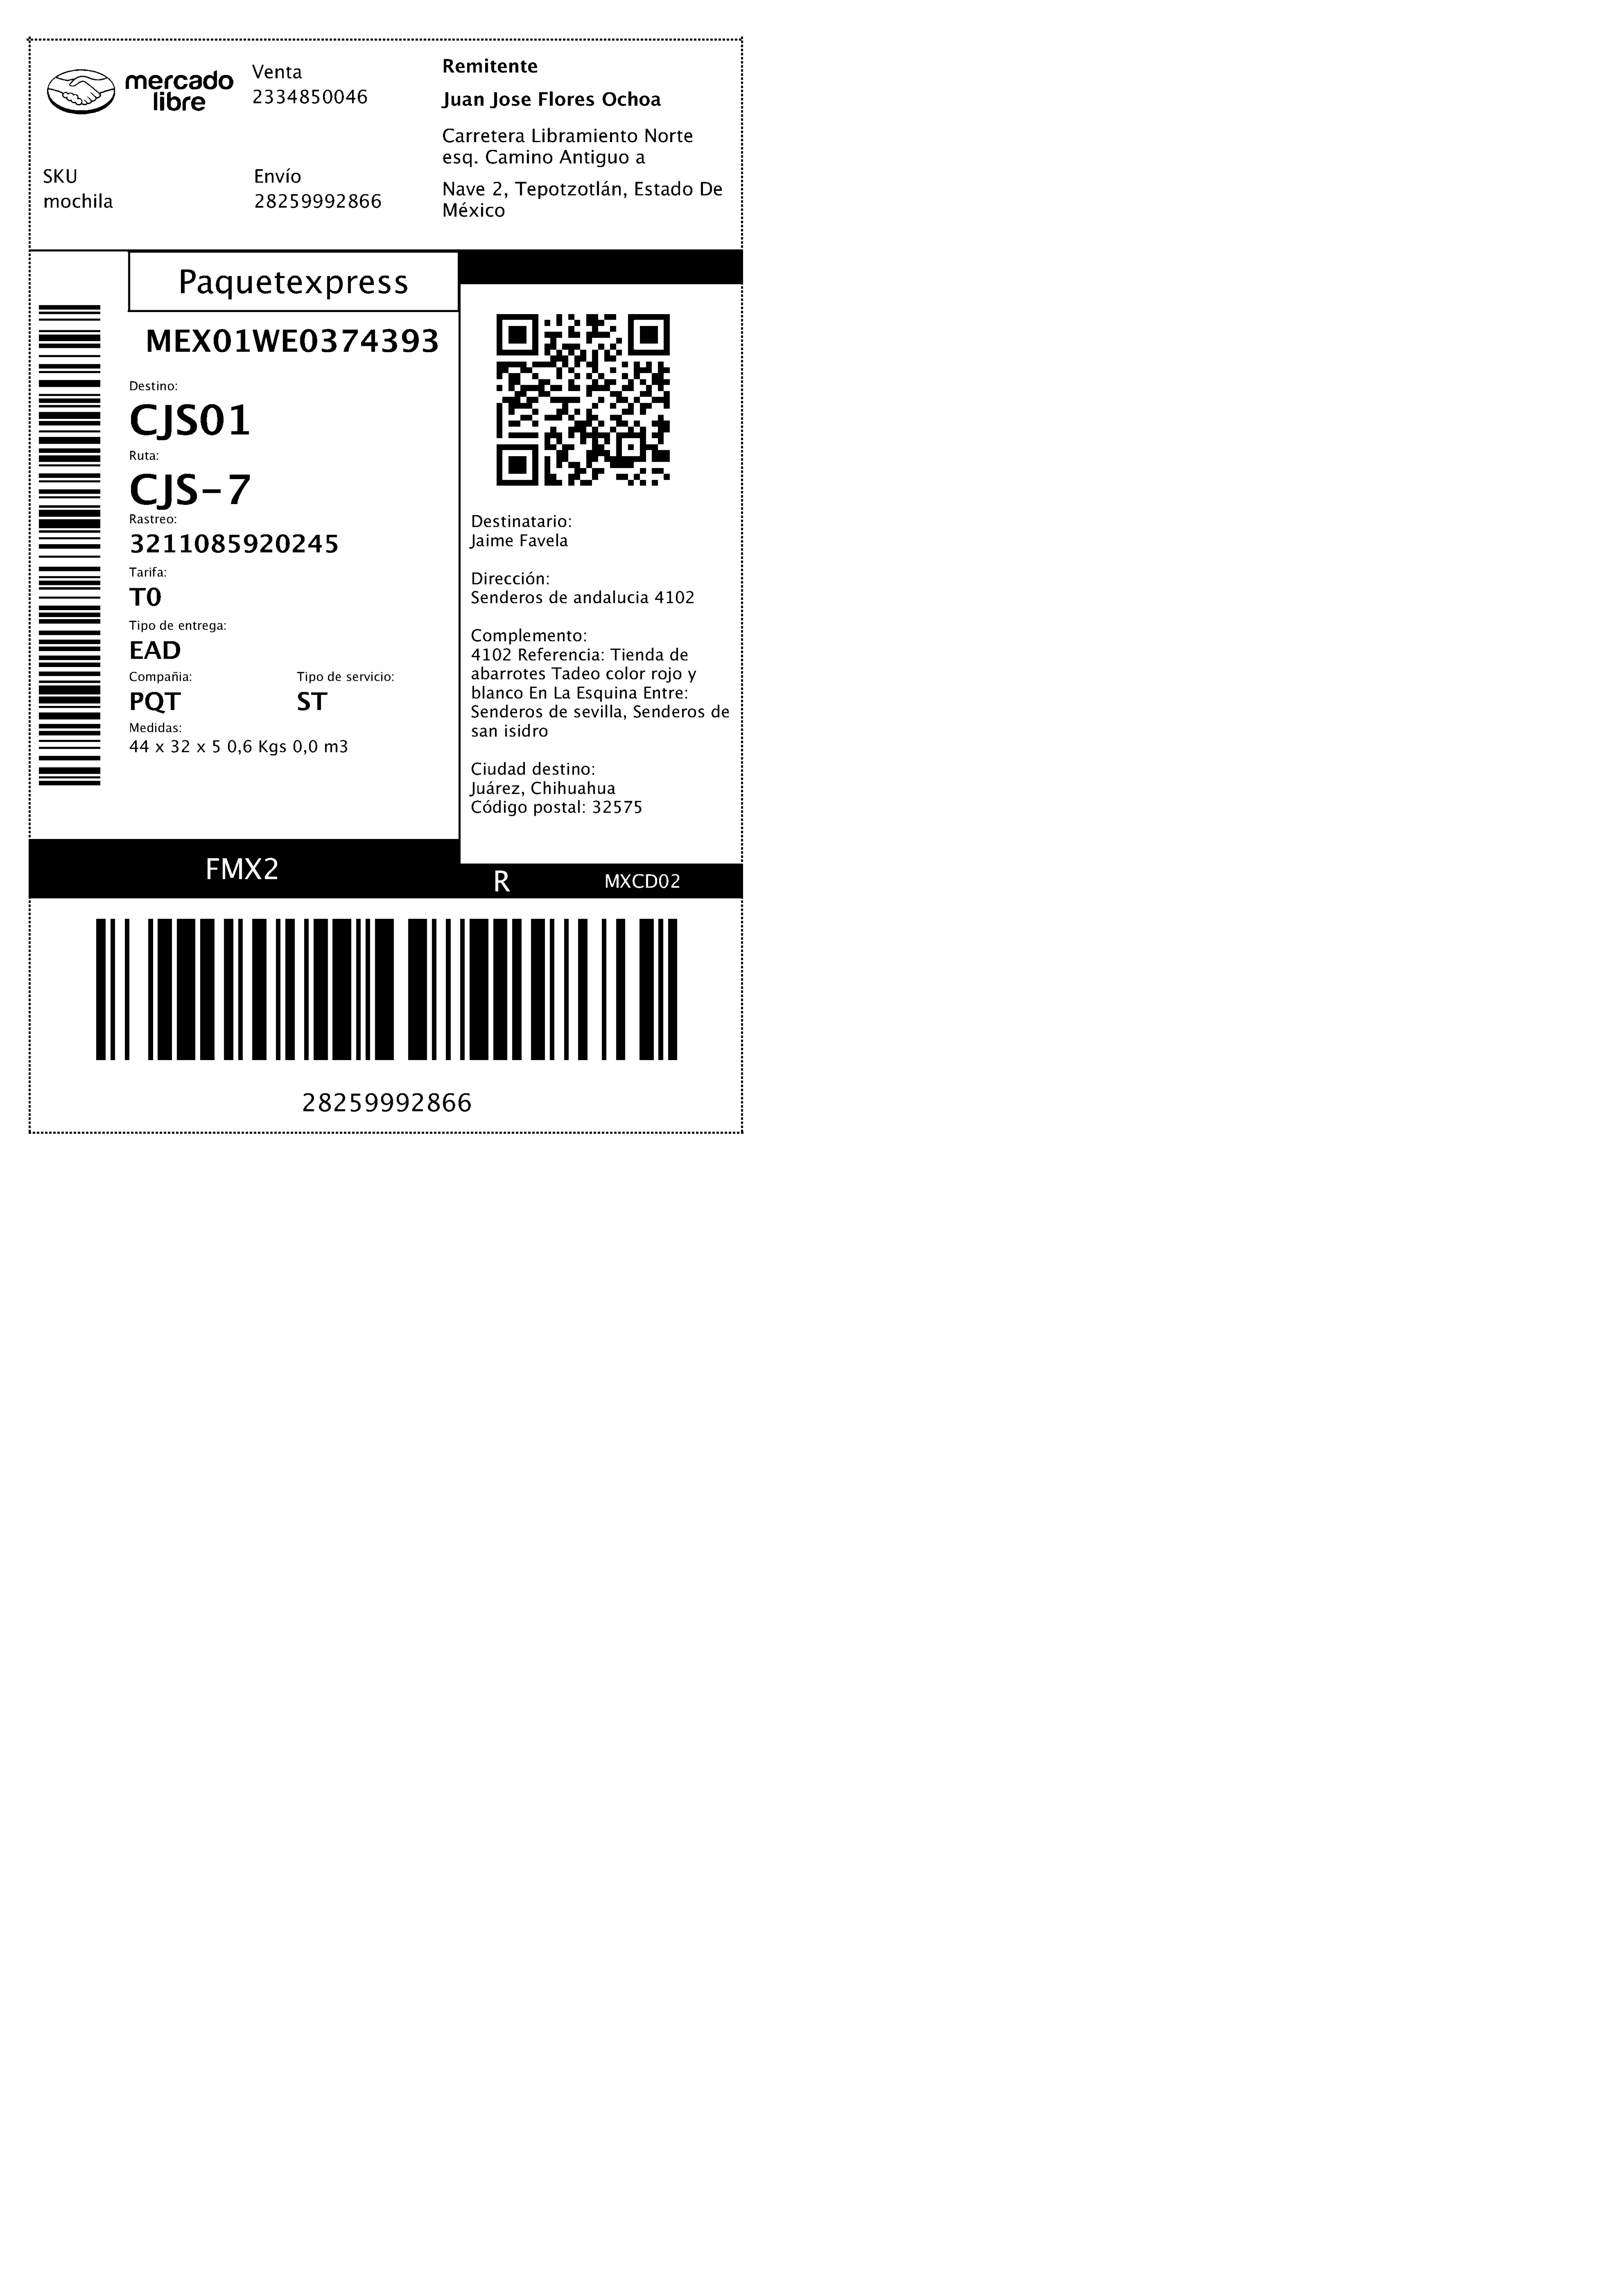 mercado
libre
Venta
2334850046
SKU
mochila
Envío
28259992866
Remitente
Juan Jose Flores Ochoa
Carretera Libramiento Norte
esq. Camino Antiguo a
Nave 2, Tepotzotlán, Estado De
México
Paquetexpress
MEX01WE0374393
Destino:
CJS01
Ruta:
CJS-7
Rastreo:
3211085920245
Tarifa:
T0
Tipo de entrega:
EAD
Compañia:
PQT
Tipo de servicio:
ST
Medidas:
44 x 32 x 5 0,6 Kgs 0,0 m3
Destinatario:
Jaime Favela
Dirección:
Senderos de andalucia 4102
Complemento:
4102 Referencia: Tienda de
abarrotes Tadeo color rojo y
blanco En La Esquina Entre:
Senderos de sevilla, Senderos de
san isidro
Ciudad destino:
Juárez, Chihuahua
Código postal: 32575
FMX2
R
MXCD02
28259992866